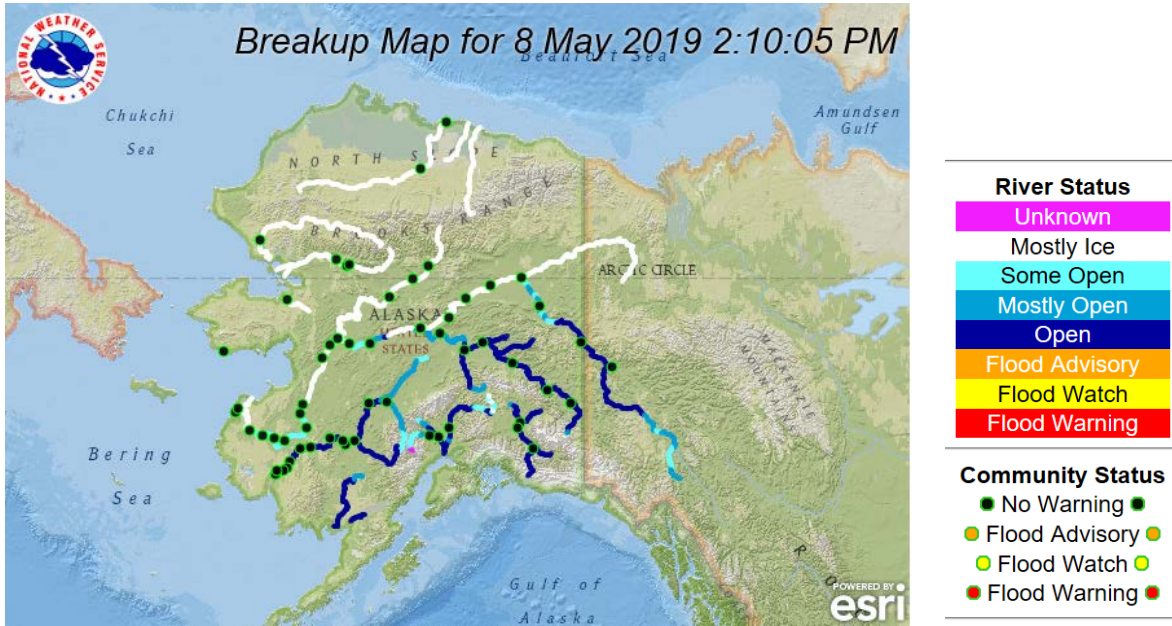 NATIONAL WEATHER SERVICE
Breakup Map for 8 May 2019 2:10:05 PM
Beaufort Sea
Chukchi
Sea
Amundsen
Gulf
NORTH SLOPE
BROOKS RANGE
ARCTIC CIRCLE
ALASKA
UNITED
STATES
MACKENZIE
MOUNTAINS
Bering
Sea
Gulf of
Alaska
R O
POWERED BY
esri
River Status
Unknown
Mostly Ice
Some Open
Mostly Open
Open
Flood Advisory
Flood Watch
Flood Warning
Community Status
No Warning
Flood Advisory
Flood Watch
Flood Warning